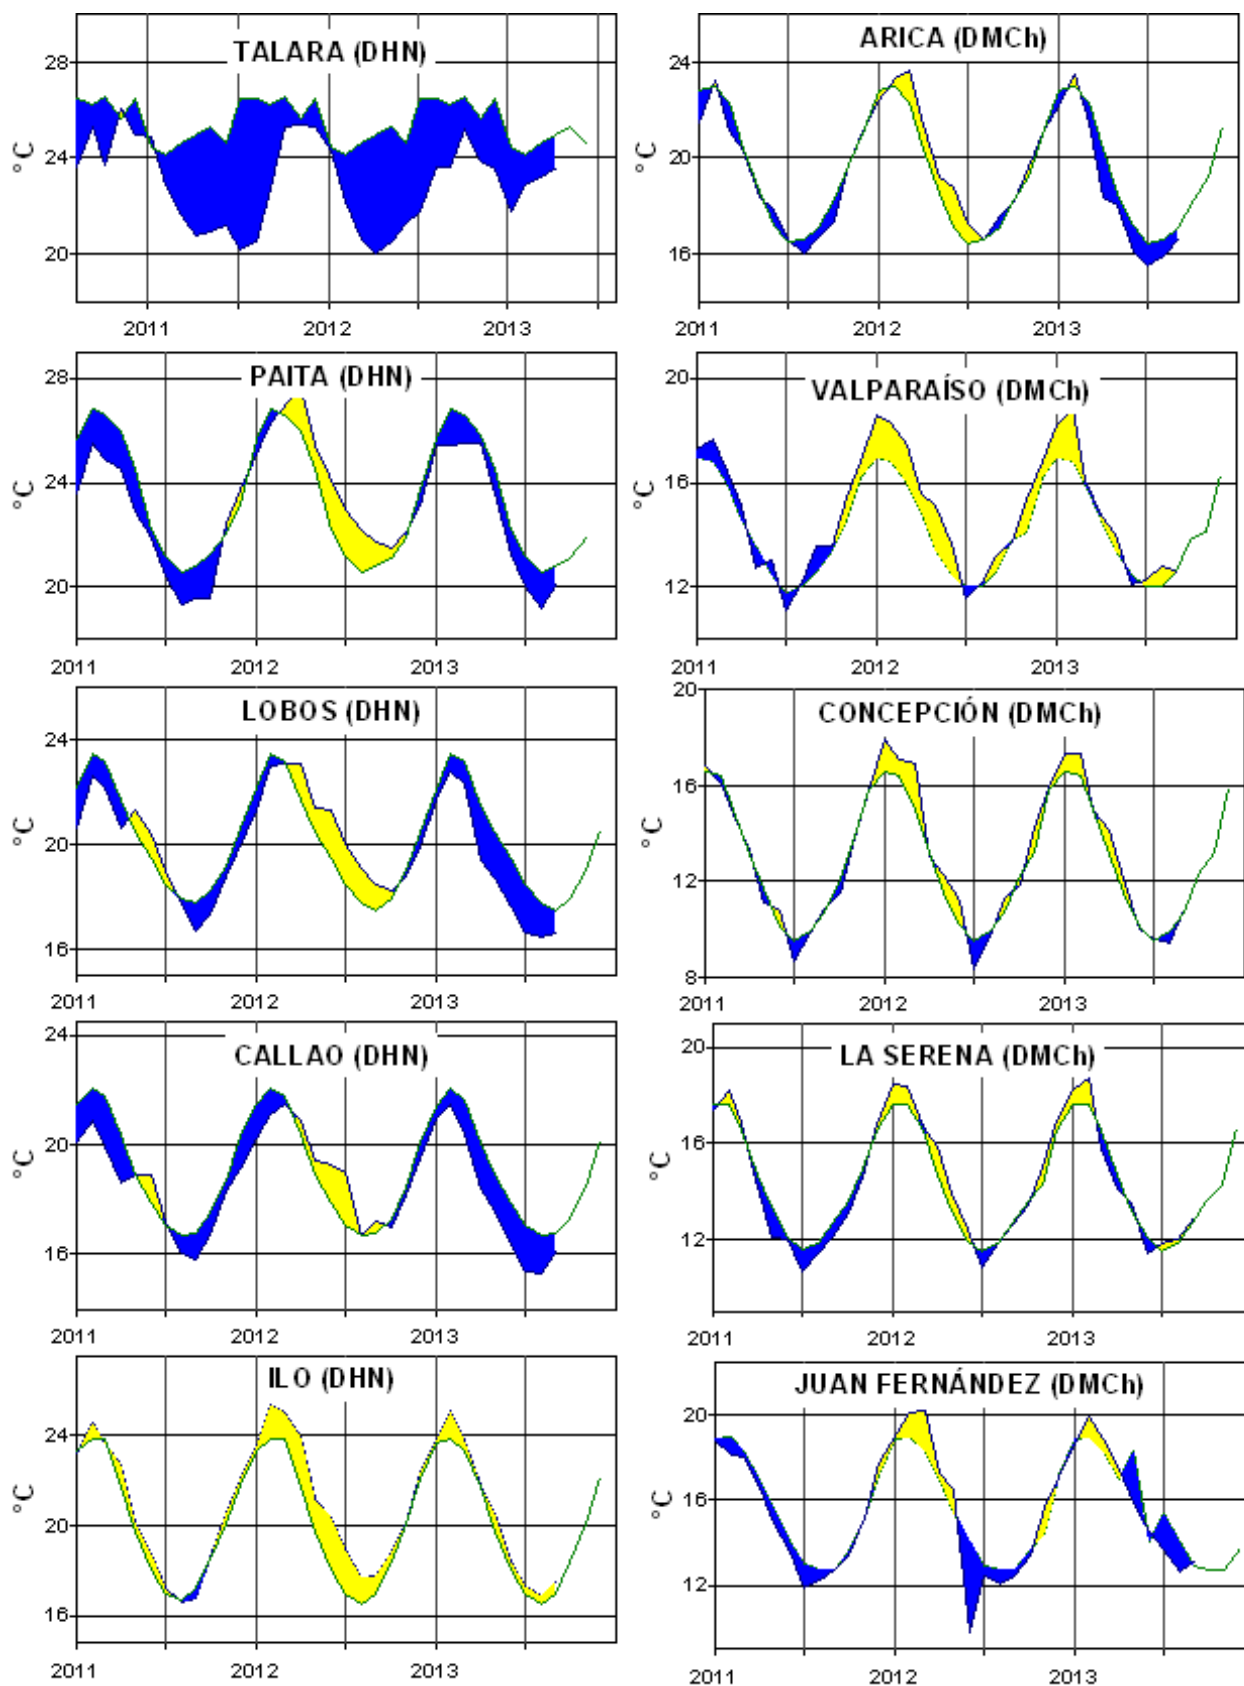 TALARA (DHN)
28
24
20
°C
2011 2012 2013
ARICA (DMCh)
24
20
16
°C
2011 2012 2013
PAITA (DHN)
28
24
20
°C
2011 2012 2013
VALPARAÍSO (DMCh)
20
16
12
°C
2011 2012 2013
LOBOS (DHN)
24
20
16
°C
2011 2012 2013
CONCEPCIÓN (DMCh)
20
16
12
8
°C
2011 2012 2013
CALLAO (DHN)
24
20
16
°C
2011 2012 2013
LA SERENA (DMCh)
20
16
12
°C
2011 2012 2013
ILO (DHN)
24
20
16
°C
2011 2012 2013
JUAN FERNÁNDEZ (DMCh)
20
16
12
°C
2011 2012 2013